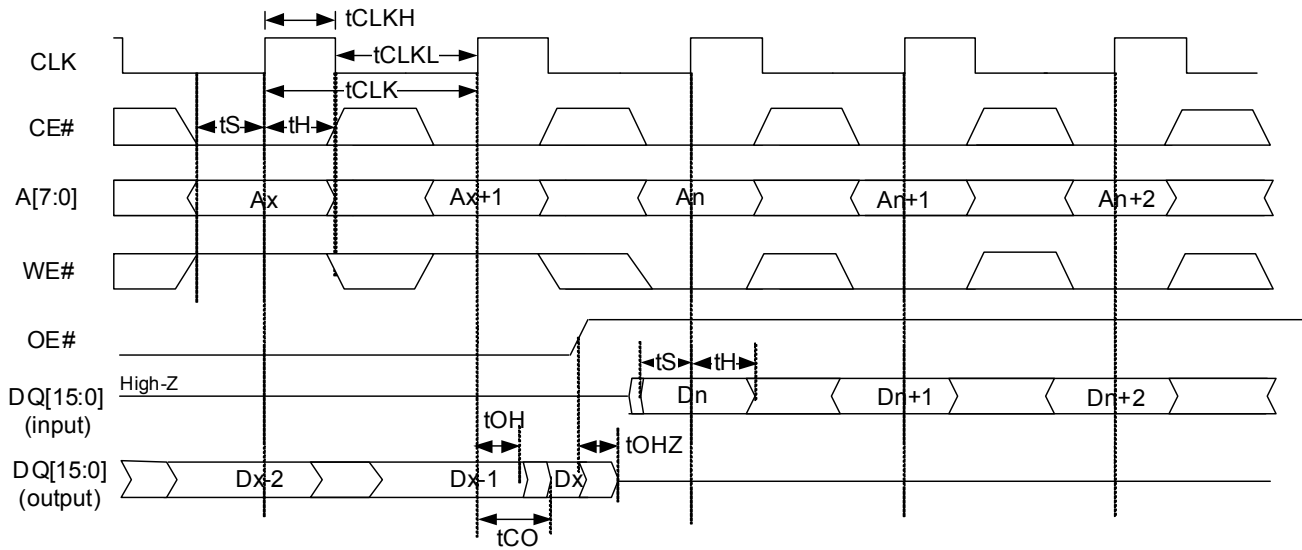 tCLKH
CLK
tCLKL
tCLK
CE#
tS
tH
A[7:0]
Ax
Ax+1
An
An+1
An+2
WE#
OE#
tS
tH
High-Z
DQ[15:0]
(input)
Dn
Dn+1
Dn+2
tOH
tOHZ
DQ[15:0]
(output)
Dx-2
Dx-1
Dx
tCO